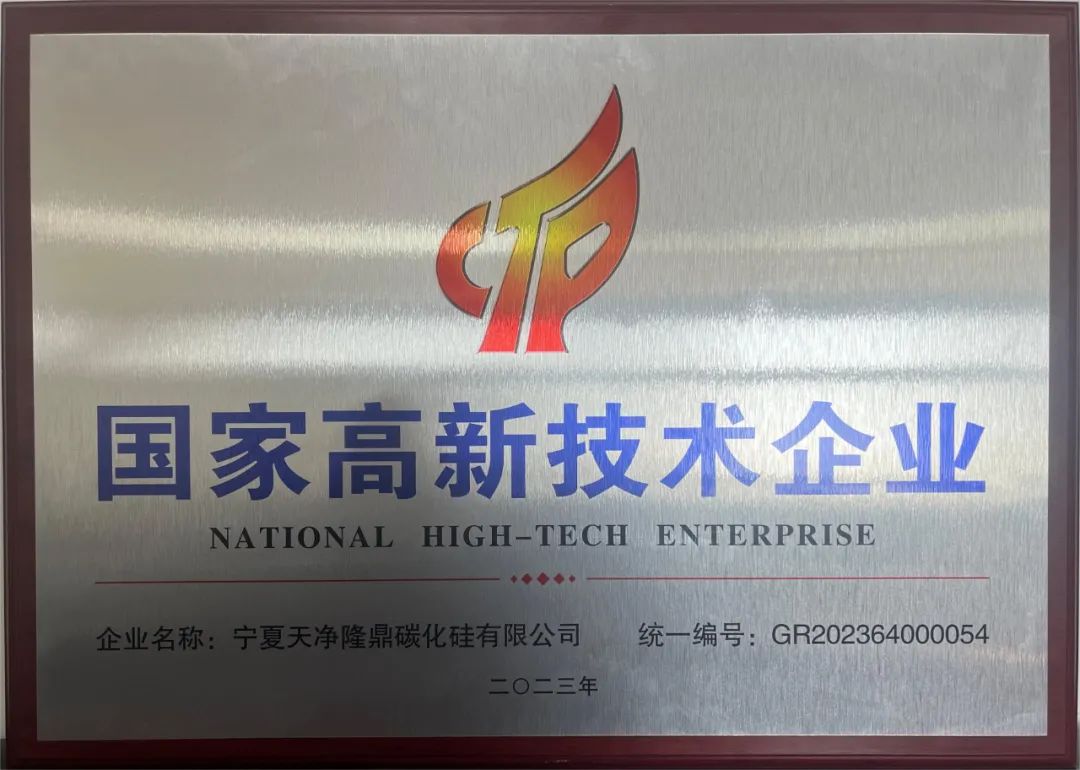 CTP
国家高新技术企业
NATIONAL HIGH-TECH ENTERPRISE
企业名称：宁夏天净隆鼎碳化硅有限公司 统一编号：GR202364000054
二〇二三年